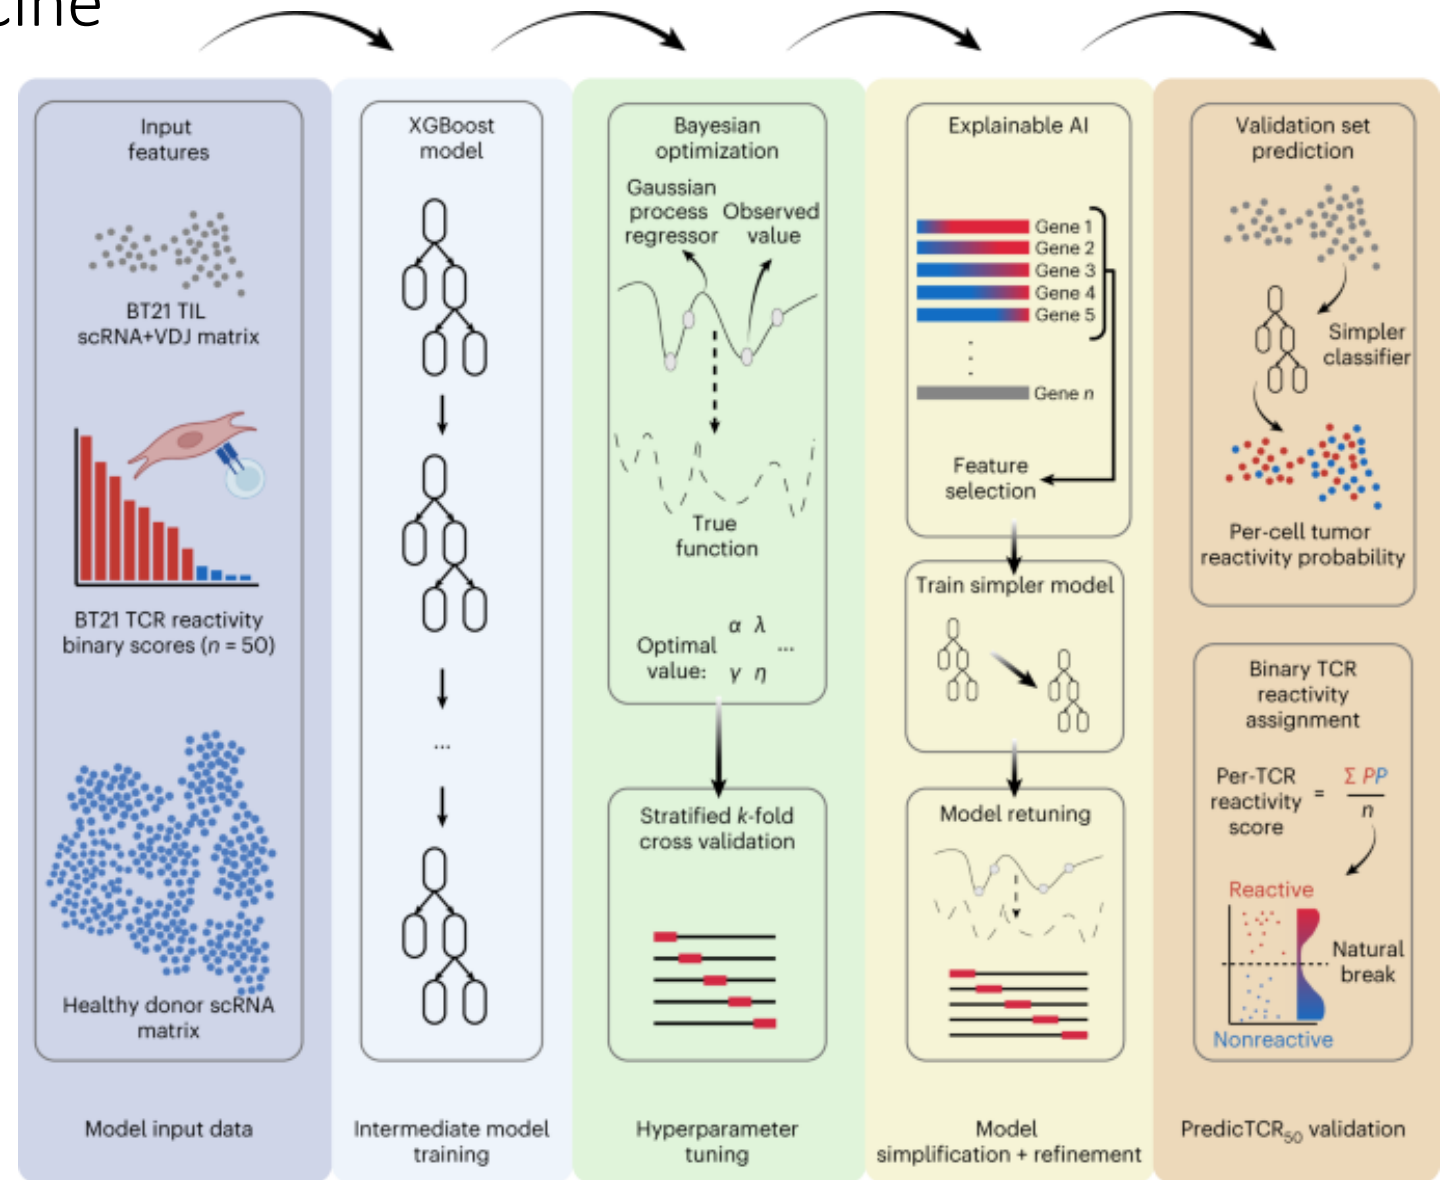 Input
features
BT21 TIL
scRNA+VDJ matrix
BT21 TCR reactivity
binary scores (n = 50)
Healthy donor scRNA
matrix
Model input data
XGBoost
model
...
Intermediate model
training
Bayesian
optimization
Gaussian
process
regressor
Observed
value
True
function
Optimal
value:
α λ
...
γ η
Stratified k-fold
cross validation
Hyperparameter
tuning
Explainable AI
Gene 1
Gene 2
Gene 3
Gene 4
Gene 5
Gene n
Feature
selection
Train simpler model
Model retuning
Model
simplification + refinement
Validation set
prediction
Simpler
classifier
Per-cell tumor
reactivity probability
Binary TCR
reactivity
assignment
Per-TCR
reactivity
score
=
Σ PP
n
Reactive
Natural
break
Nonreactive
PredicTCR50 validation